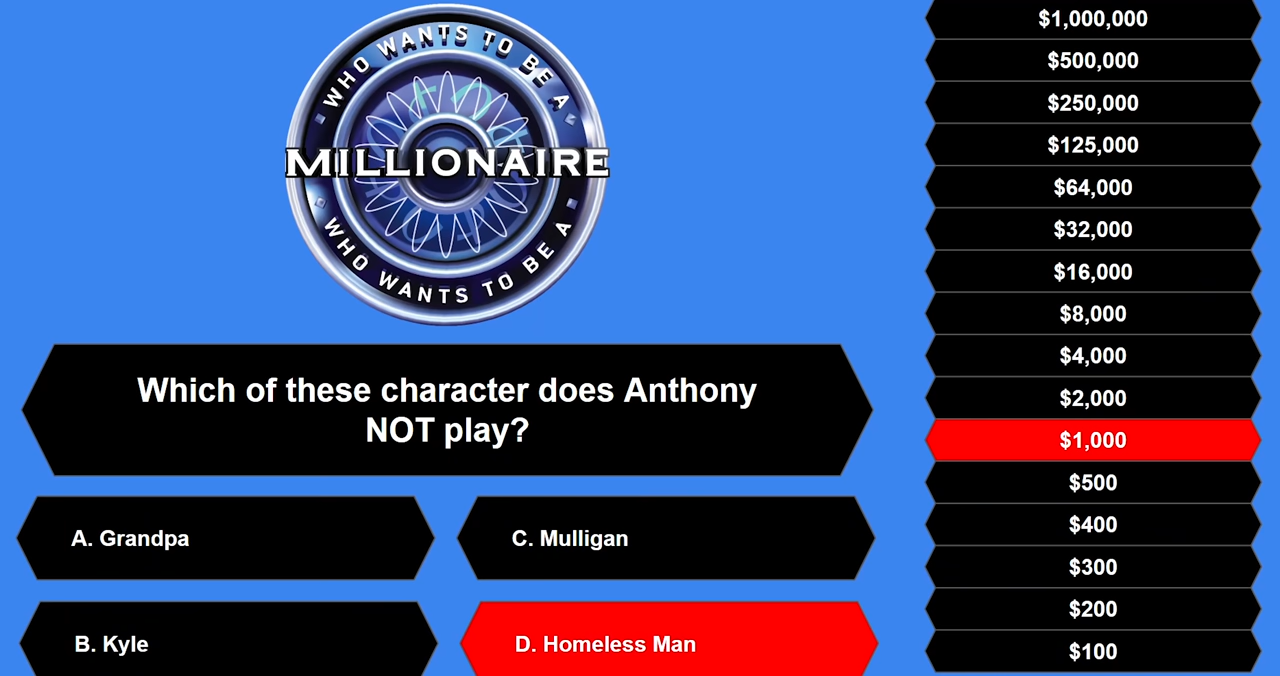 WHO WANTS TO BE A
MILLIONAIRE
WHO WANTS TO BE A
Which of these character does Anthony
NOT play?
A. Grandpa
C. Mulligan
B. Kyle
D. Homeless Man
$1,000,000
$500,000
$250,000
$125,000
$64,000
$32,000
$16,000
$8,000
$4,000
$2,000
$1,000
$500
$400
$300
$200
$100